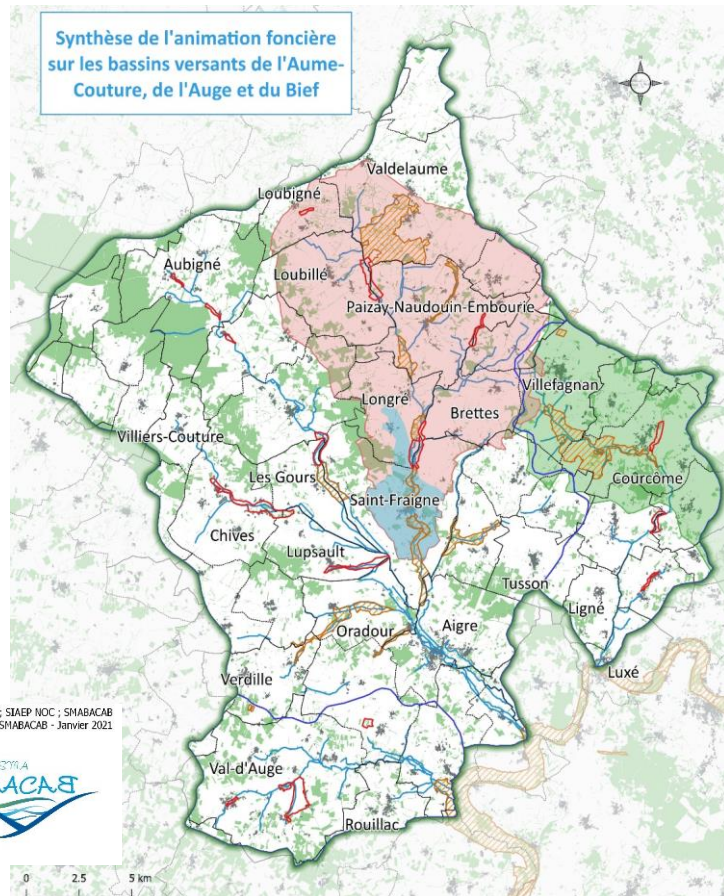 Synthèse de l'animation foncière
sur les bassins versants de l'Aume-
Couture, de l'Auge et du Bief
Valdelaume
Loubigné
Aubigné
Loubillé
Paizay-Naudouin-Embourie
Villefagnan
Longré
Brettes
Villiers-Couture
Les Gours
Courcôme
Saint-Fraigne
Chives
Lupsault
Tusson
Ligné
Oradour
Aigre
Luxé
Verdille
; SIAEP NOC ; SMABACAB
SMABACAB - Janvier 2021
Val-d'Auge
Rouillac
0 2.5 5 km